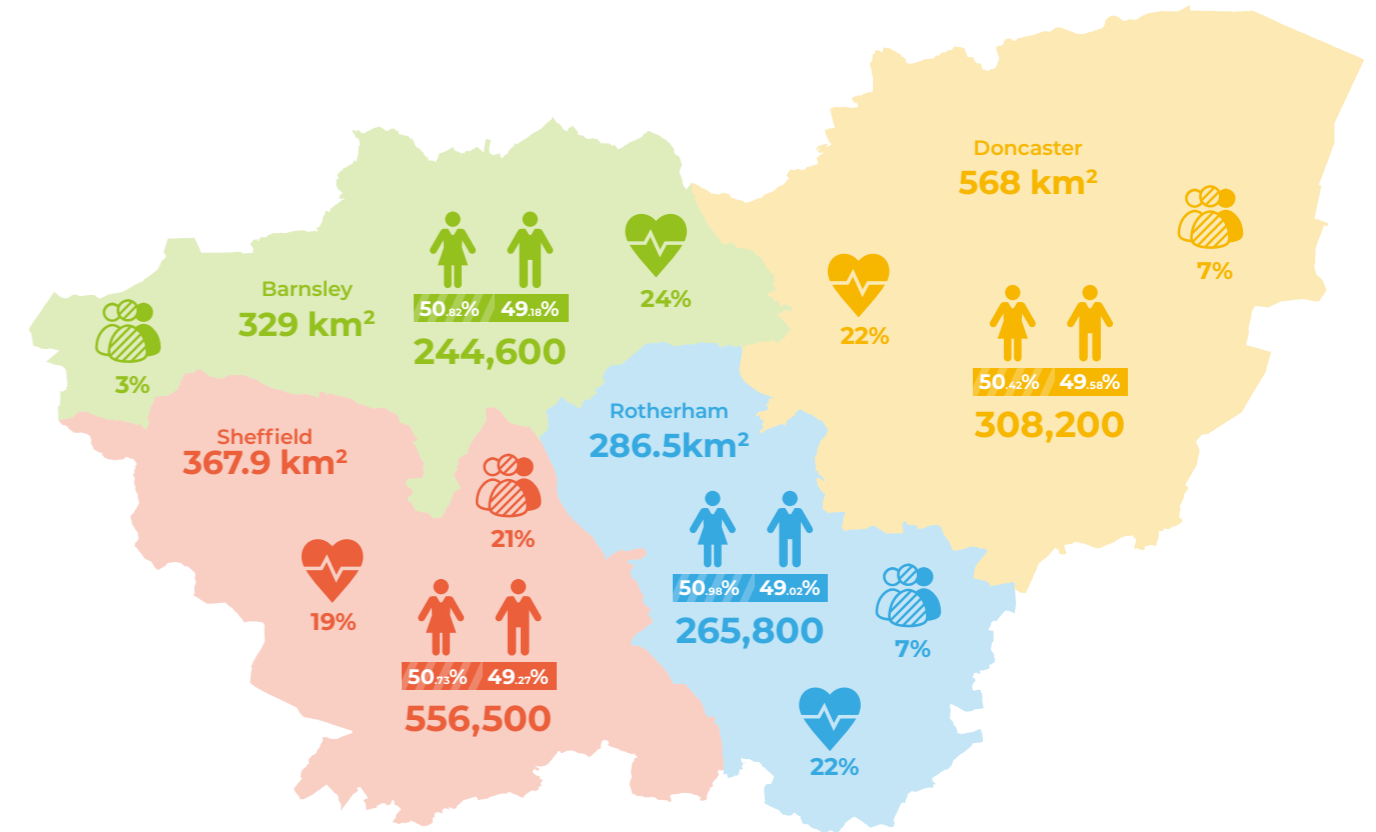 Doncaster
568 km²
7%
22%
50.42% 49.58%
308,200
Barnsley
329 km²
50.82% 49.18%
244,600
24%
3%
Sheffield
367.9 km²
21%
19%
50.73% 49.27%
556,500
Rotherham
286.5km²
50.98% 49.02%
265,800
7%
22%